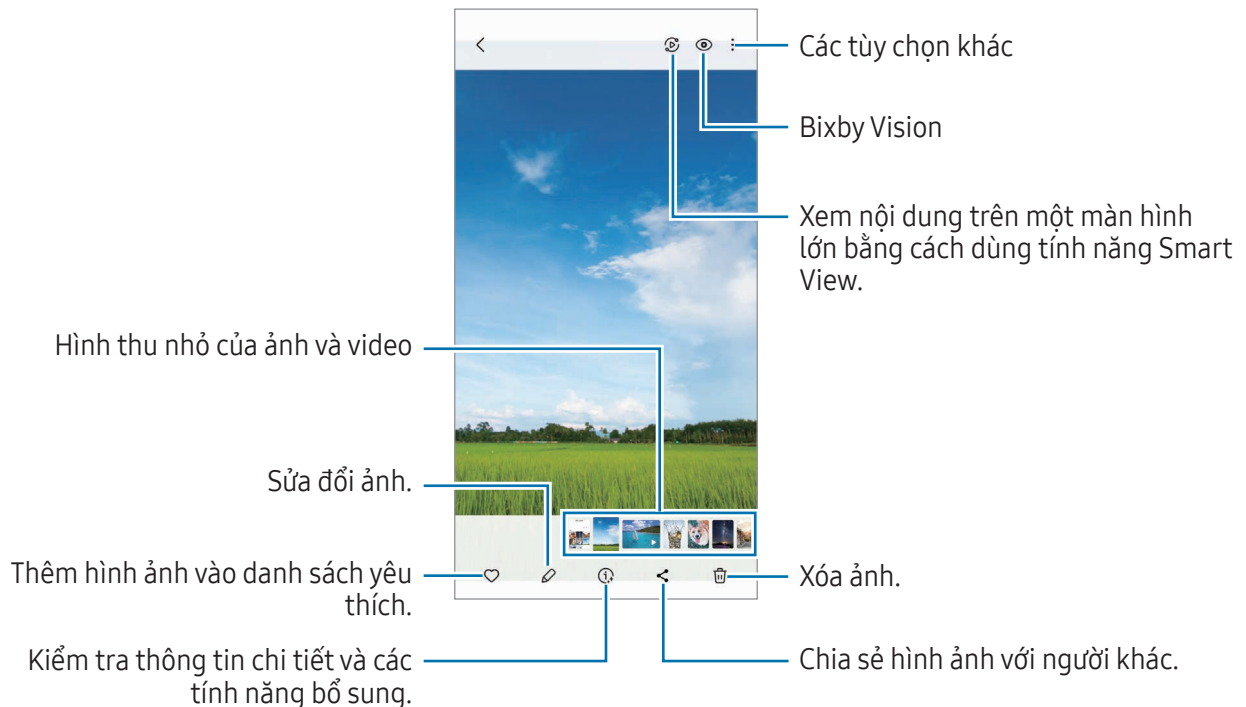 Các tùy chọn khác
Bixby Vision
Xem nội dung trên một màn hình
lớn bằng cách dùng tính năng Smart
View.
Hình thu nhỏ của ảnh và video
Sửa đổi ảnh.
Thêm hình ảnh vào danh sách yêu
thích.
Xóa ảnh.
Kiểm tra thông tin chi tiết và các
tính năng bổ sung.
Chia sẻ hình ảnh với người khác.